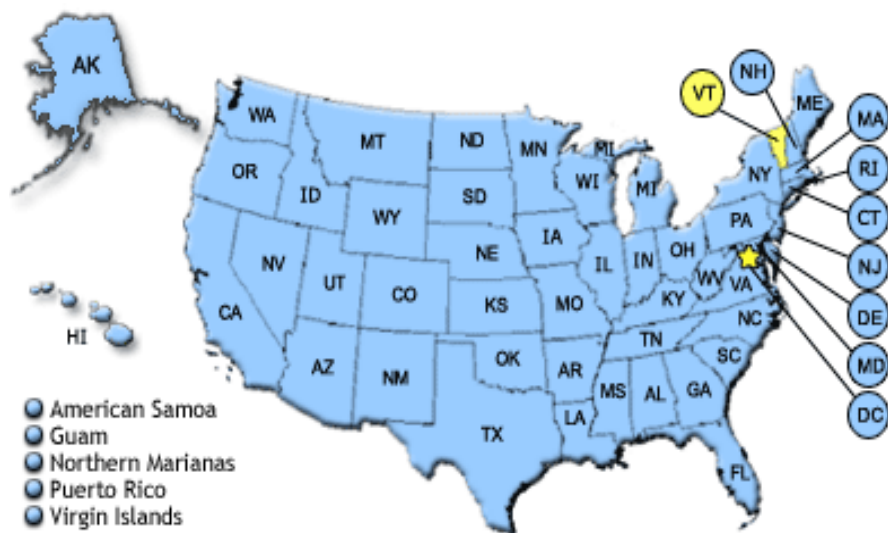 AK
VT
NH
ME
WA
MT
ND
MN
MI
MA
OR
ID
SD
WI
MI
NY
RI
WY
CT
PA
IA
NE
NV
UT
CO
IL
IN
OH
WV
VA
NJ
CA
KS
MO
KY
DE
HI
NC
TN
AZ
NM
OK
AR
SC
MD
MS
AL
GA
American Samoa
DC
TX
LA
Guam
Northern Marianas
FL
Puerto Rico
Virgin Islands